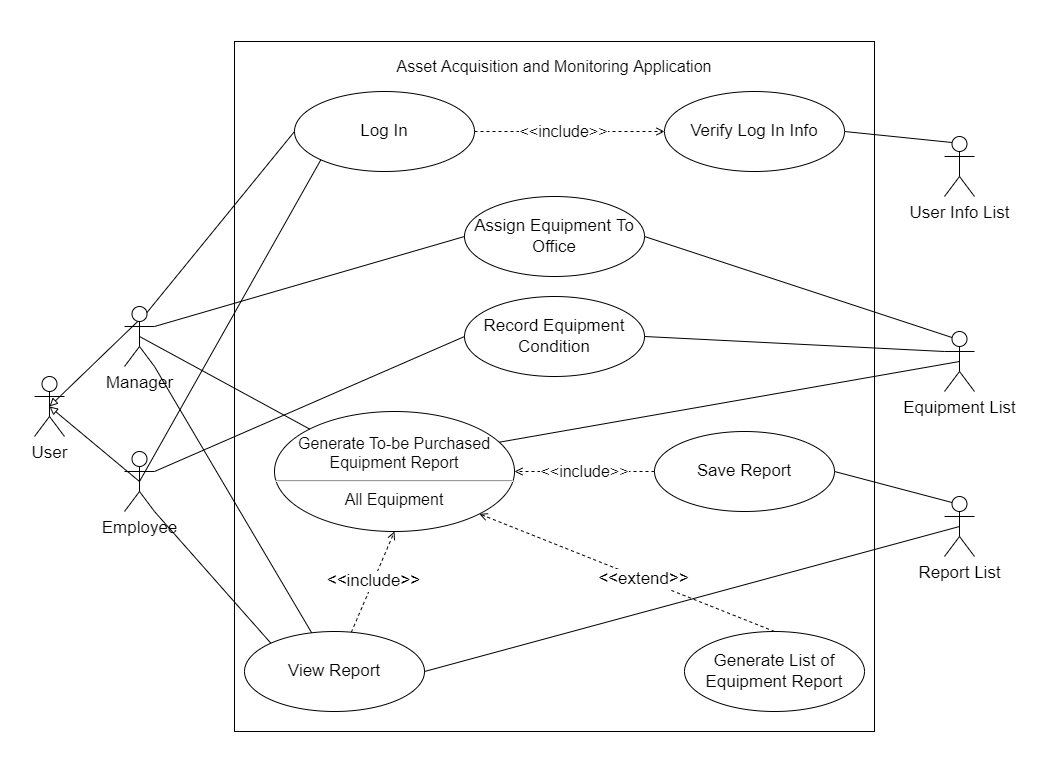 Asset Acquisition and Monitoring Application
Log In
<<include>>
Verify Log In Info
User Info List
Assign Equipment To
Office
Record Equipment
Condition
Manager
Equipment List
User
Generate To-be Purchased
Equipment Report
All Equipment
<<include>>
Save Report
Employee
Report List
<<include>>
<<extend>>
View Report
Generate List of
Equipment Report